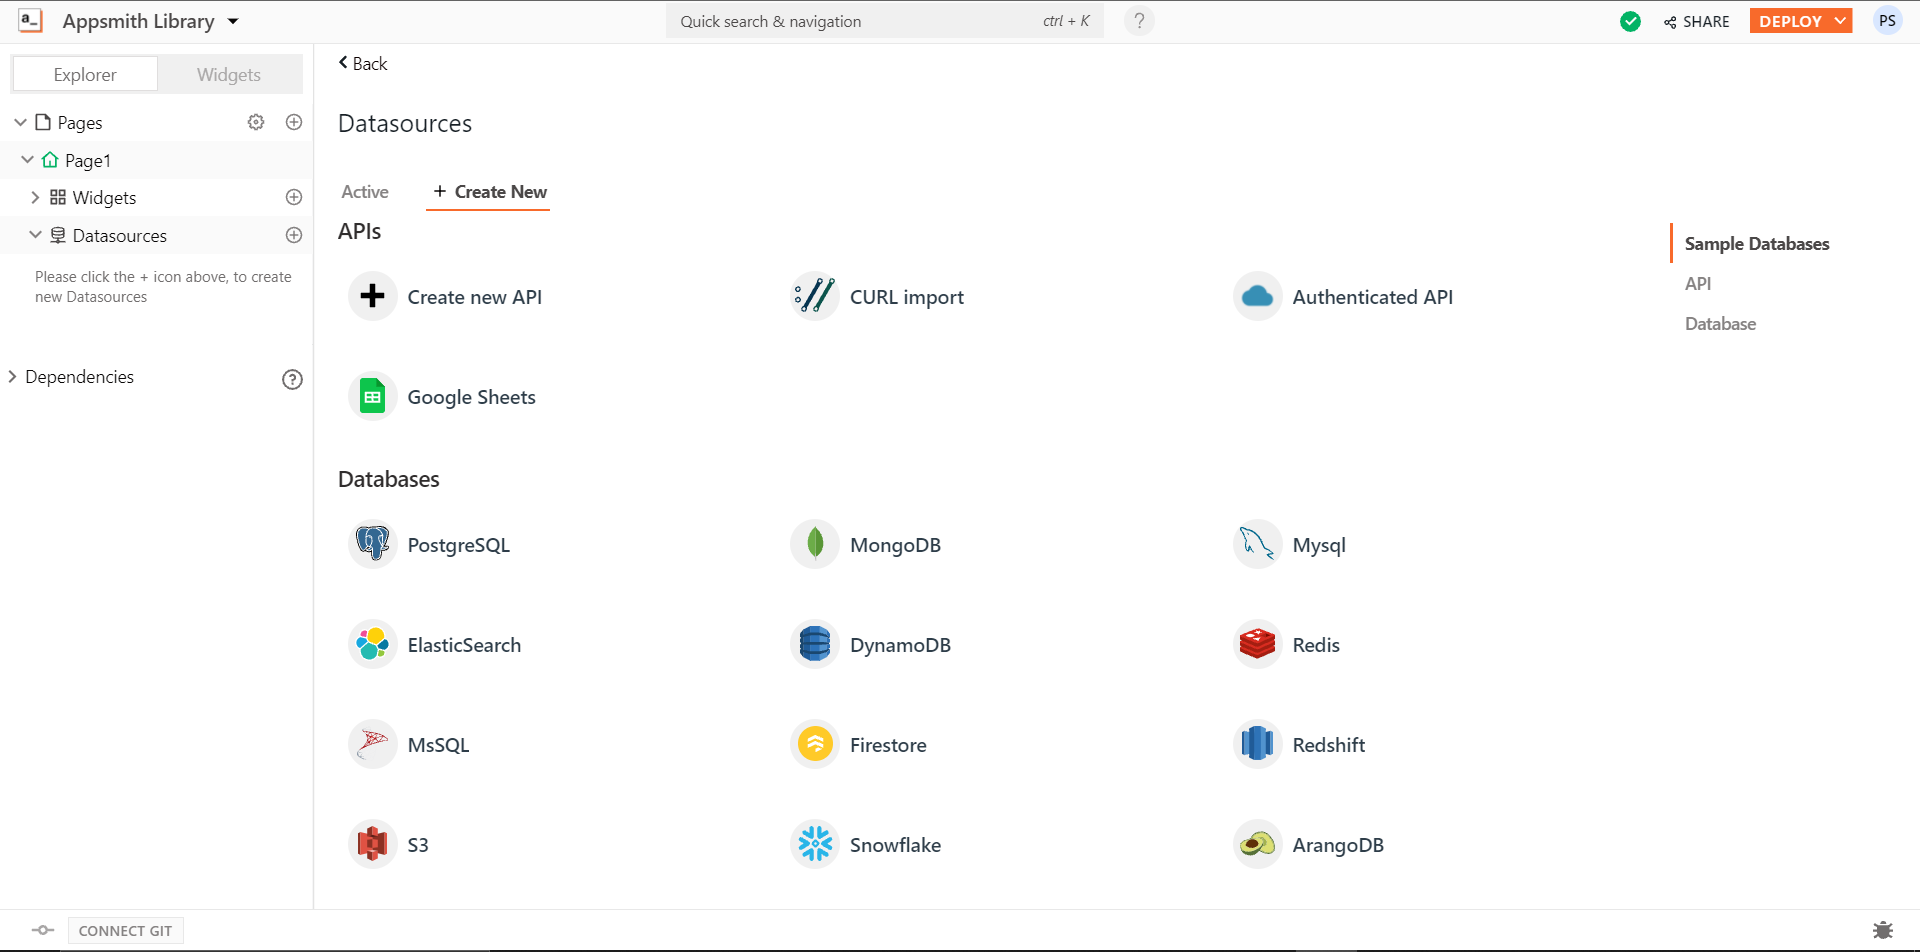 a_
Appsmith Library
Quick search & navigation
ctrl + K
?
SHARE
DEPLOY
PS
Explorer
Widgets
Back
Pages
Datasources
Page1
Active
+ Create New
Widgets
APIs
Datasources
Sample Databases
Please click the + icon above, to create
new Datasources
Create new API
CURL import
Authenticated API
API
Database
Dependencies
?
Google Sheets
Databases
PostgreSQL
MongoDB
Mysql
ElasticSearch
DynamoDB
Redis
MsSQL
Firestore
Redshift
S3
Snowflake
ArangoDB
CONNECT GIT